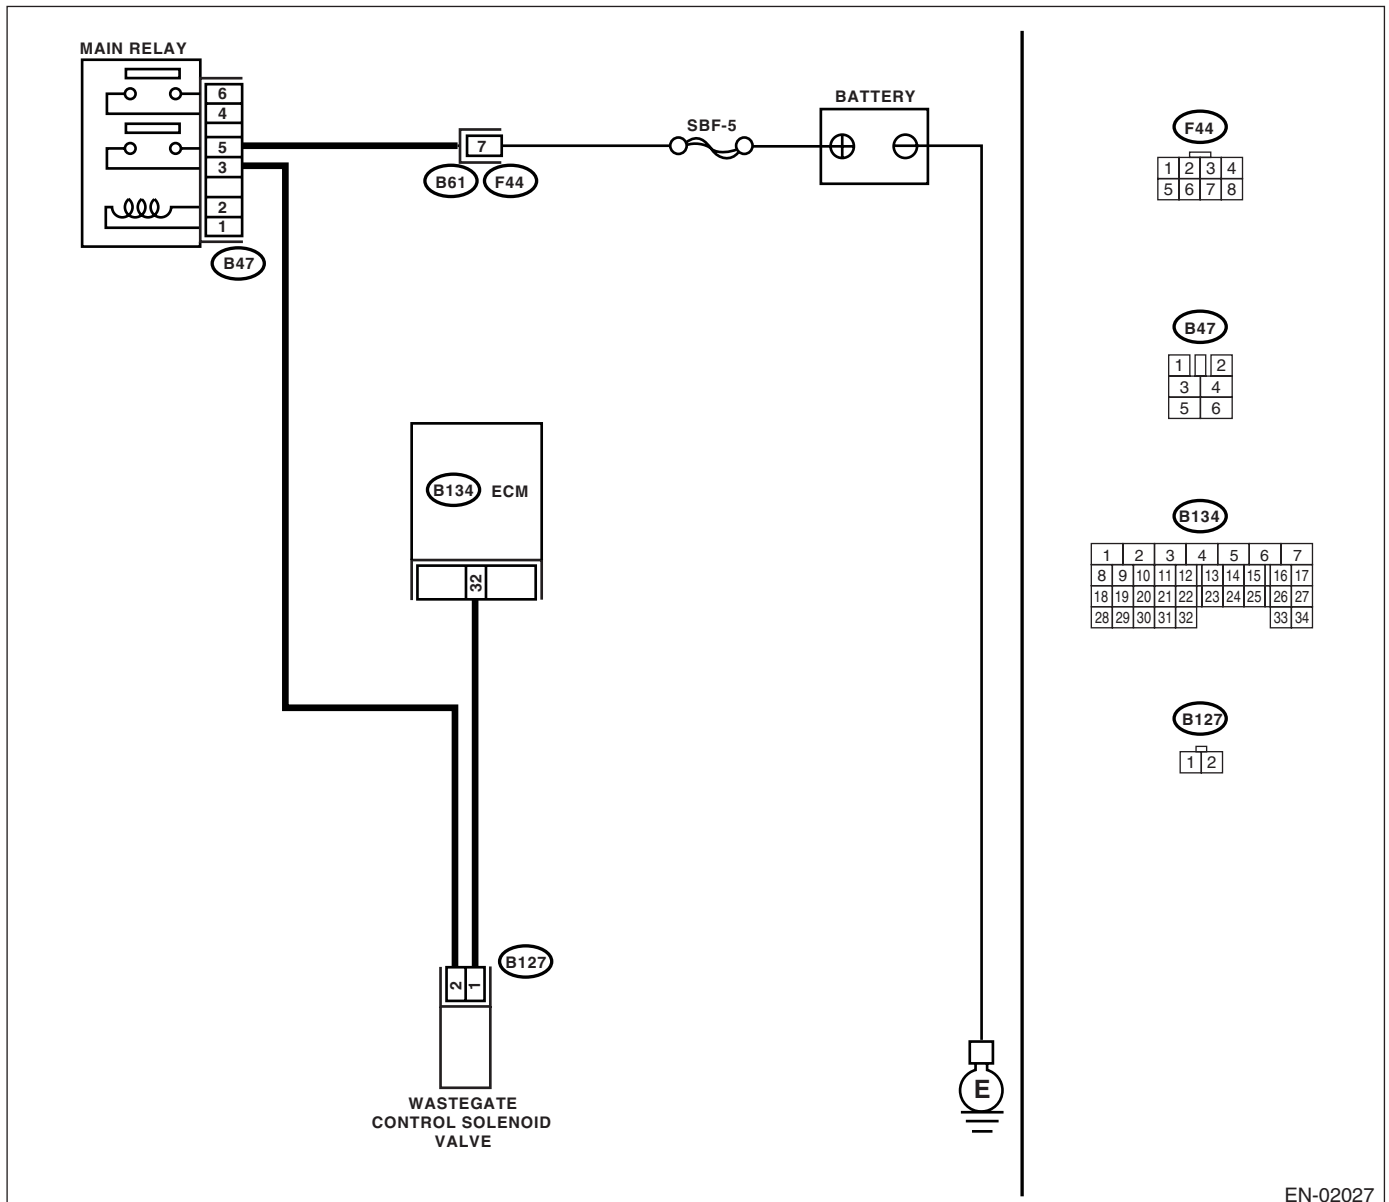 MAIN RELAY
6
4
5
3
2
1
B47
7
B61
F44
SBF-5
BATTERY
B134
ECM
32
2
1
B127
WASTEGATE
CONTROL SOLENOID
VALVE
E
F44
1 2 3 4
5 6 7 8
B47
1 2
3 4
5 6
B134
1 2 3 4 5 6 7
8 9 10 11 12 13 14 15 16 17
18 19 20 21 22 23 24 25 26 27
28 29 30 31 32 33 34
B127
1 2
EN-02027